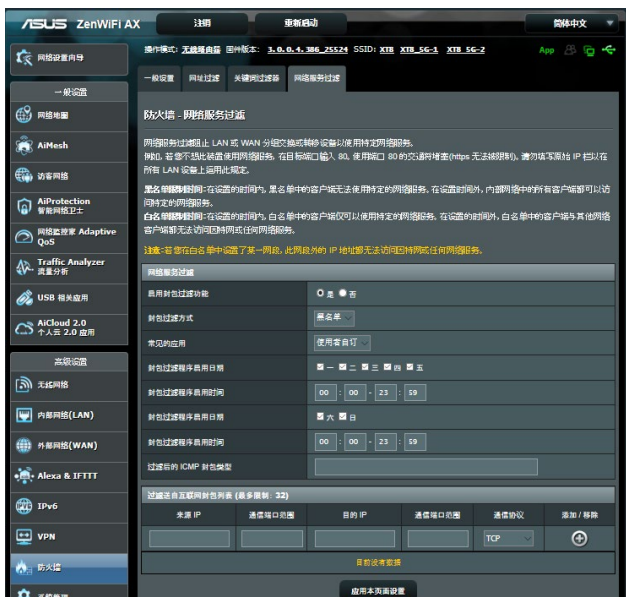 ASUS ZenWiFi AX 注销 重新启动 简体中文
操作模式: 无线路由器 固件版本: 3.0.0.4.386_25524 SSID: XT8 XT8_5G-1 XT8_5G-2 App
网络设置向导
一般设置
网络地图
AiMesh
访客网络
AiProtection
智能网络卫士
网络监控家 Adaptive
QoS
Traffic Analyzer
流量分析
USB 相关应用
AiCloud 2.0
个人云 2.0 应用
高级设置
无线网络
内部网络(LAN)
外部网络(WAN)
Alexa & IFTTT
IPv6
VPN
防火墙
系统管理
一般设置 网址过滤 关键词过滤器 网络服务过滤
防火墙 - 网络服务过滤
网络服务过滤阻止 LAN 或 WAN 分组交换或转移设备以使用特定网络服务。
例如, 若您不想此装置使用网络服务, 在目标端口输入 80, 使用端口 80 的交通将堵塞(https 无法被限制), 请勿填写原始 IP 栏以在
所有 LAN 设备上运用此规定。
黑名单限制时间:在设置的时间内, 黑名单中的客户端无法使用特定的网络服务, 在设置时间外, 内部网络中的所有客户端都可以访
问特定的网络服务。
白名单限制时间:在设置的时间内, 白名单中的客户端仅可以使用特定的网络服务, 在设置的时间外, 白名单中的客户端与其他网络
客户端都无法访问因特网或任何网络服务。
注意:若您在白名单中设置了某一网段, 此网段外的 IP 地址都无法访问因特网或任何网络服务。
网络服务过滤
启用封包过滤功能 是 否
封包过滤方式 黑名单
常见的应用 使用者自订
封包过滤程序启用日期 一 二 三 四 五
封包过滤程序启用时间 00 : 00 - 23 : 59
封包过滤程序启用日期 六 日
封包过滤程序启用时间 00 : 00 - 23 : 59
过滤后的 ICMP 封包类型
过滤送自互联网封包列表 (最多限制: 32)
来源 IP 通信端口范围 目的 IP 通信端口范围 通信协议 添加 / 移除
TCP
目前没有数据
应用本页面设置